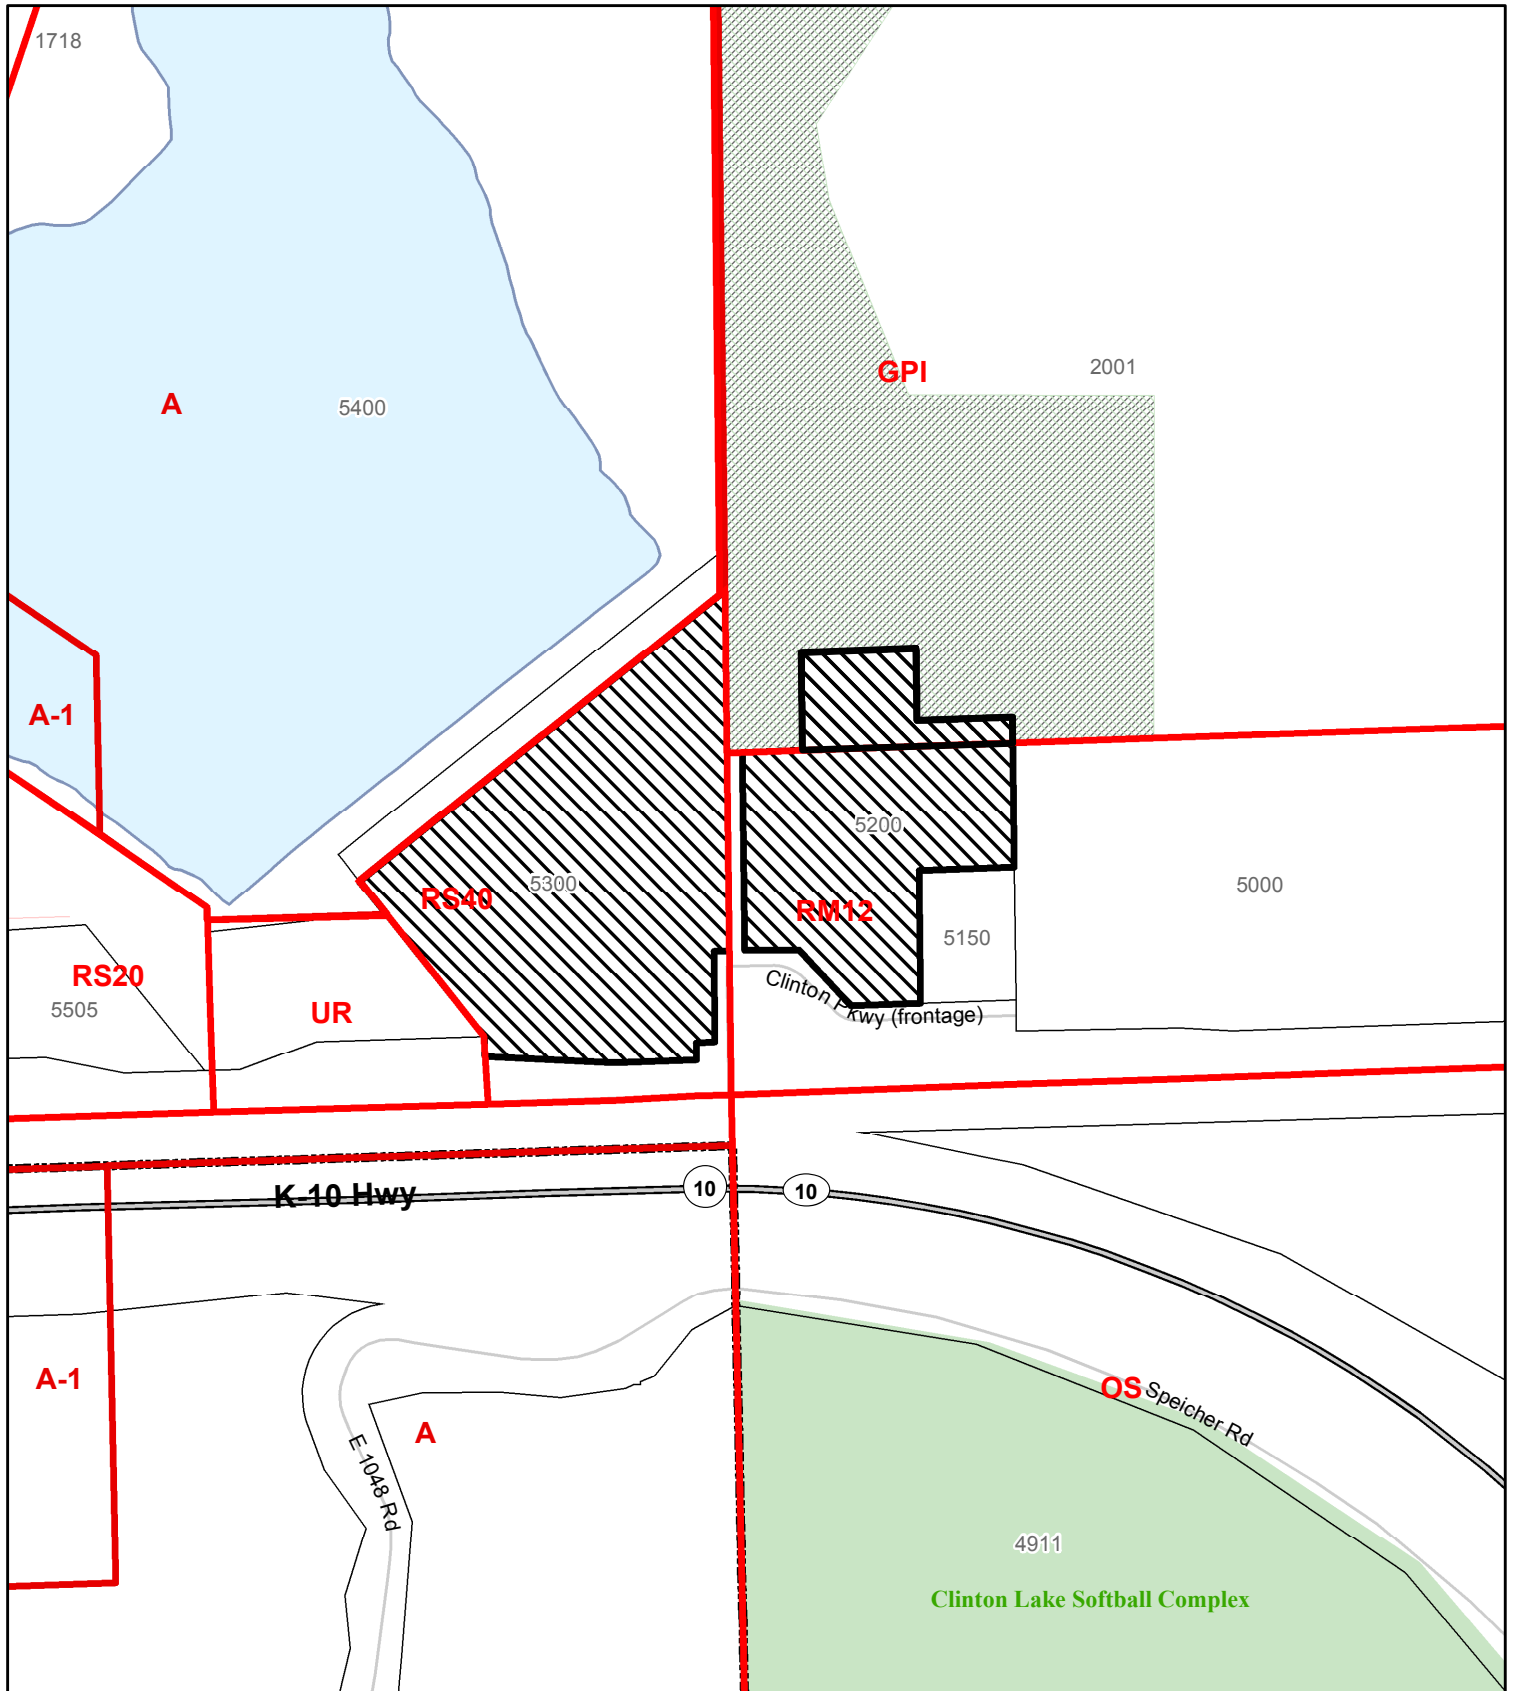 1718
GPI
2001
A
5400
A-1
5200
5300
RS40
RM12
5000
5150
RS20
5505
UR
Clinton Pkwy (frontage)
K-10 Hwy
10
10
A-1
OS
Speicher Rd
A
E 1048 Rd
4911
Clinton Lake Softball Complex